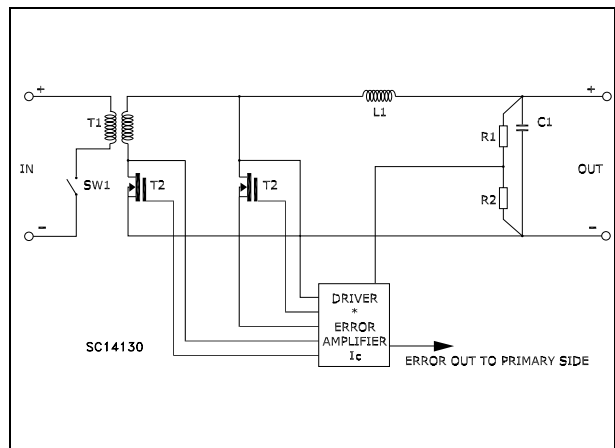 +
+
T1
L1
C1
R1
IN
SW1
T2
T2
OUT
R2
-
-
DRIVER
*
ERROR
AMPLIFIER
Ic
SC14130
ERROR OUT TO PRIMARY SIDE